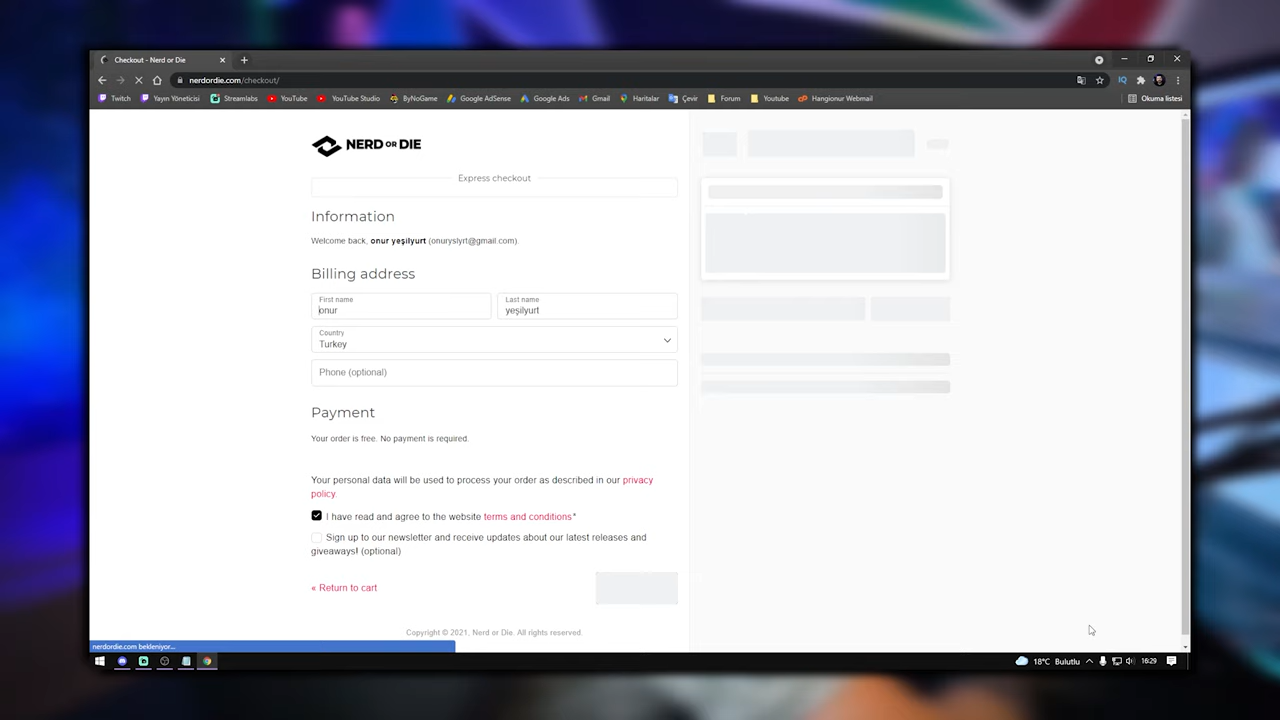 Checkout - Nerd or Die
nerdordie.com/checkout/
Twitch Yayın Yöneticisi Streamlabs YouTube YouTube Studio ByNoGame Google AdSense Google Ads Gmail Haritalar Çevir Forum Youtube Hangionur Webmail Okuma listesi
NERD OR DIE
Express checkout
Information
Welcome back, onur yeşilyurt (onuryslyrt@gmail.com).
Billing address
First name Last name
onur yeşilyurt
Country
Turkey
Phone (optional)
Payment
Your order is free. No payment is required.
Your personal data will be used to process your order as described in our privacy
policy.
I have read and agree to the website terms and conditions*
Sign up to our newsletter and receive updates about our latest releases and
giveaways! (optional)
« Return to cart
Copyright © 2021, Nerd or Die. All rights reserved.
nerdordie.com bekleniyor...
18°C Bulutlu 16:29